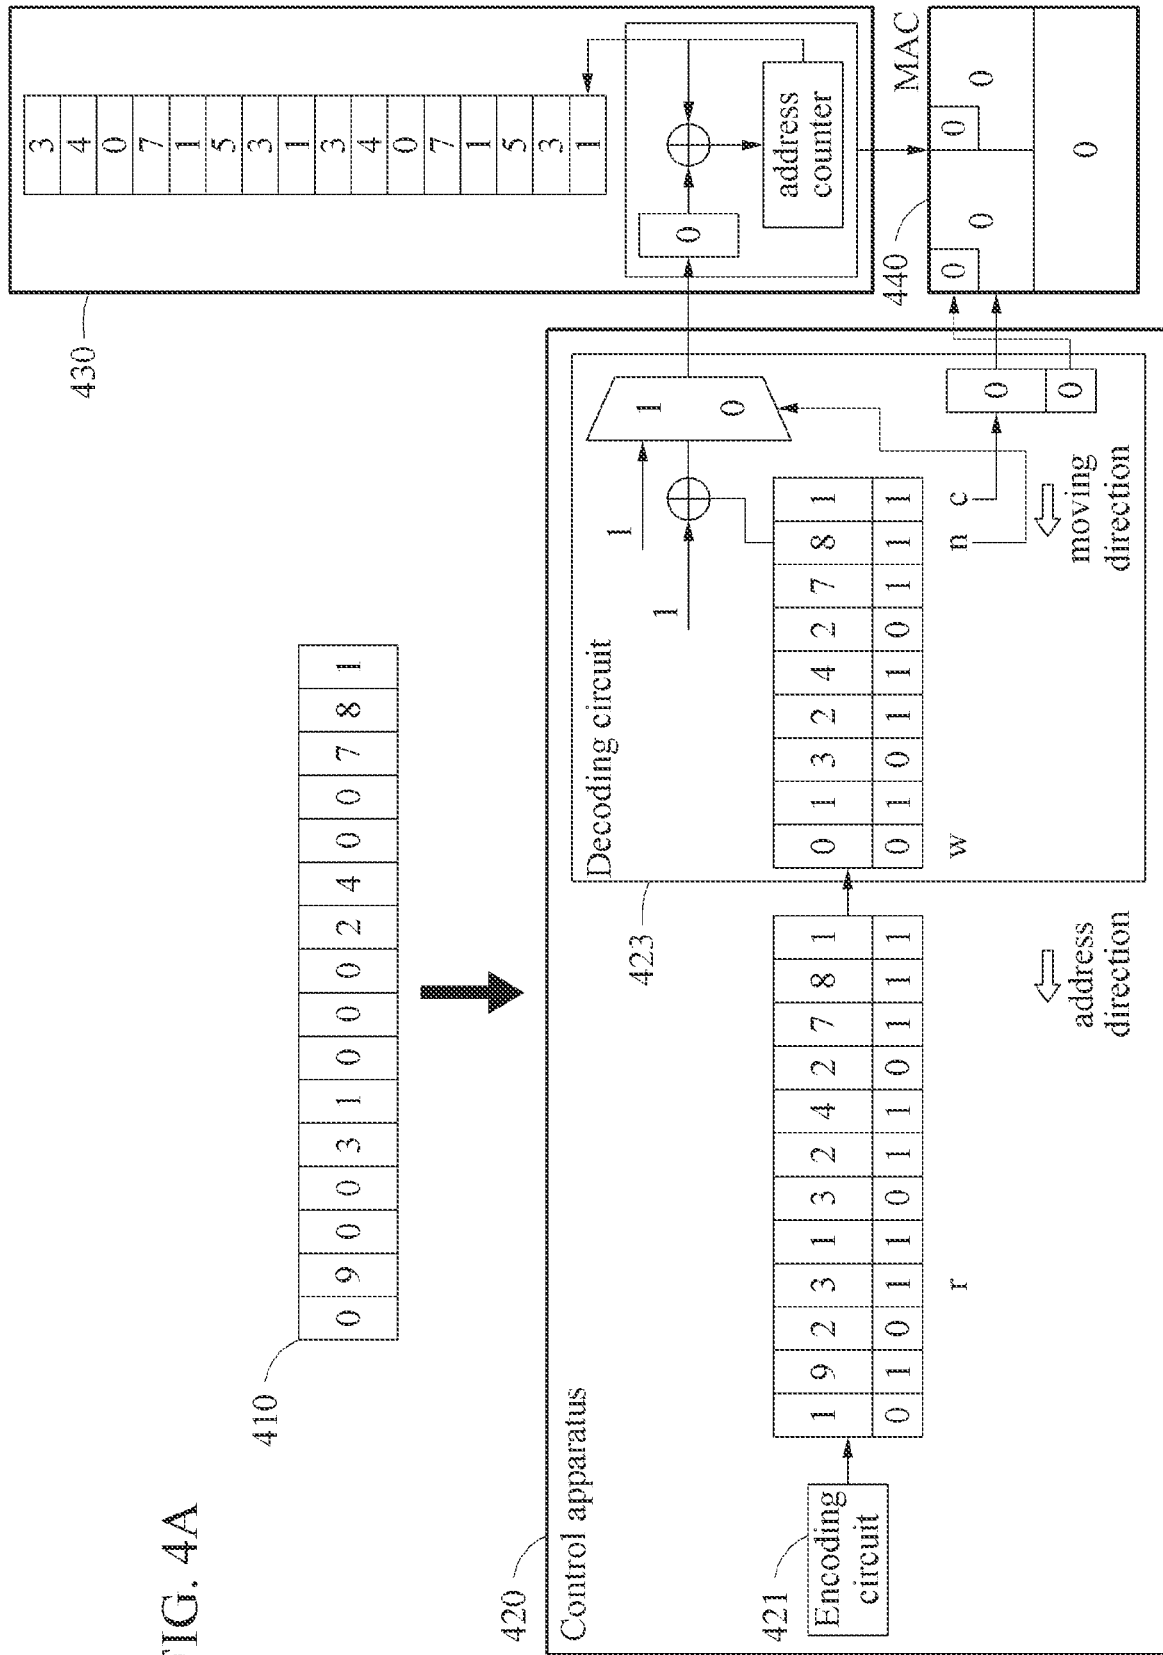 FIG. 4A
410
0 9 0 0 3 1 0 0 0 2 4 0 0 7 8 1
430
3
4
0
7
1
5
3
1
3
4
0
7
1
5
3
1
0
address
counter
420
Control apparatus
421
Encoding
circuit
1 9 2 3 1 3 2 4 2 7 8 1
0 1 0 1 1 0 1 1 0 1 1 1
r
address
direction
423
Decoding circuit
1
1
1
0
0 1 3 2 4 2 7 8 1
0 1 0 1 1 0 1 1 1
w
n
c
moving
direction
0
0
440
MAC
0
0
0
0
0